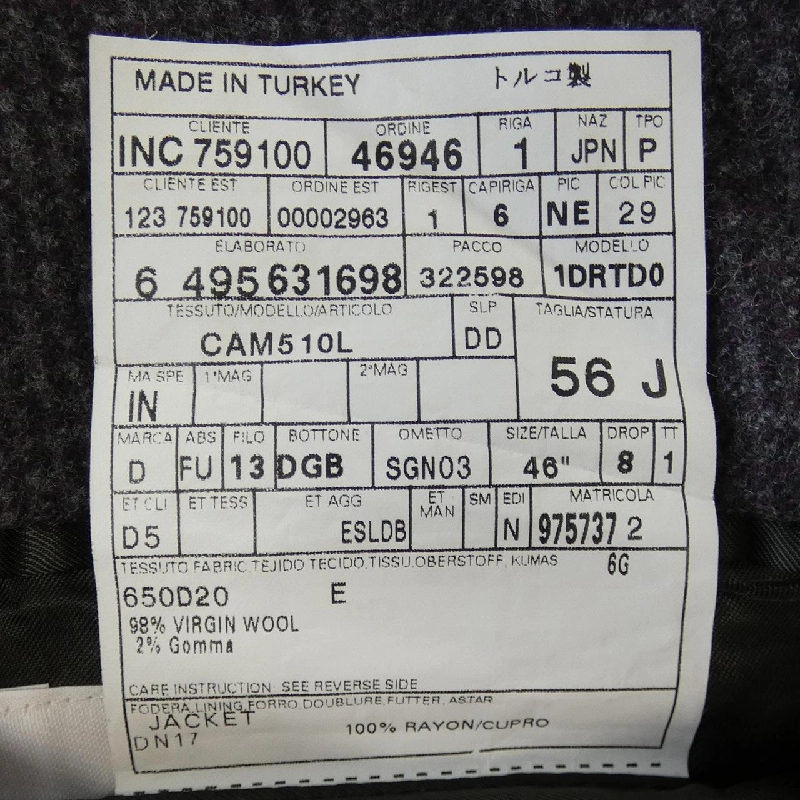 MADE IN TURKEY トルコ製
CLIENTE ORDINE RIGA NAZ TPO
INC 759100 46946 1 JPN P
CLIENTE EST ORDINE EST RIGEST CAPIRIGA PIC COL PIC
123 759100 00002963 1 6 NE 29
ELABORATO PACCO MODELLO
6 495 631698 322598 1DRTD0
TESSUTO/MODELLO/ARTICOLO SLP TAGLIA/STATURA
CAM510L DD 56 J
MA SPE 1°MAG 2°MAG
IN
MARCA ABS FILO BOTTONE OMETTO SIZE/TALLA DROP TT
D FU 13 DGB SGN03 46" 8 1
ET CLI ET TESS ET AGG ET MAN SM EDI MATRICOLA
D5 ESLDB N 975737 2
TESSUTO FABRIC,TEJIDO TECIDO,TISSU,OBERSTOFF, KUMAS 6G
650D20 E
98% VIRGIN WOOL
2% Gomma
CARE INSTRUCTION SEE REVERSE SIDE
FODERA,LINING,FORRO,DOUBLURE,FUTTER, ASTAR
JACKET 100% RAYON/CUPRO
DN17